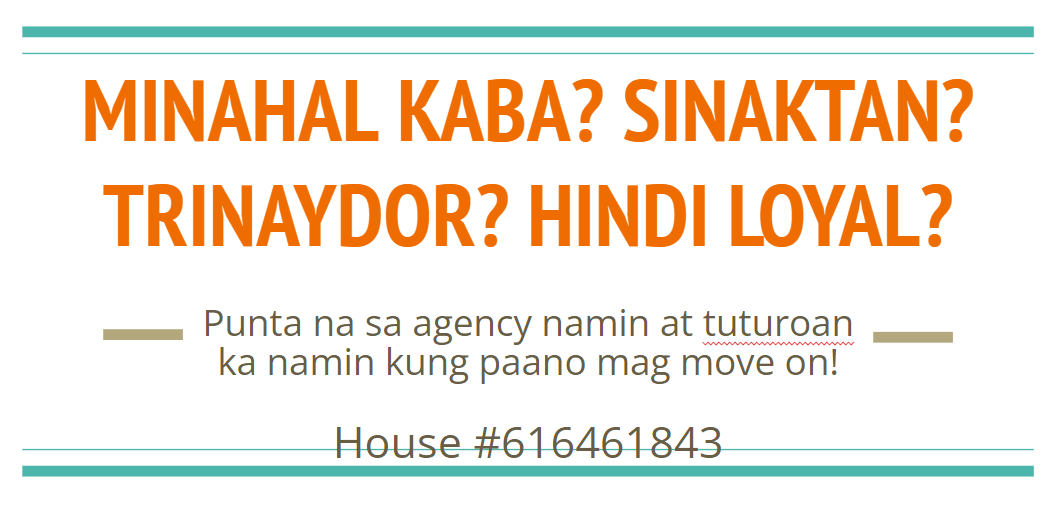 MINAHAL KABA? SINAKTAN?
TRINAYDOR? HINDI LOYAL?
Punta na sa agency namin at tuturoan
ka namin kung paano mag move on!
House #616461843